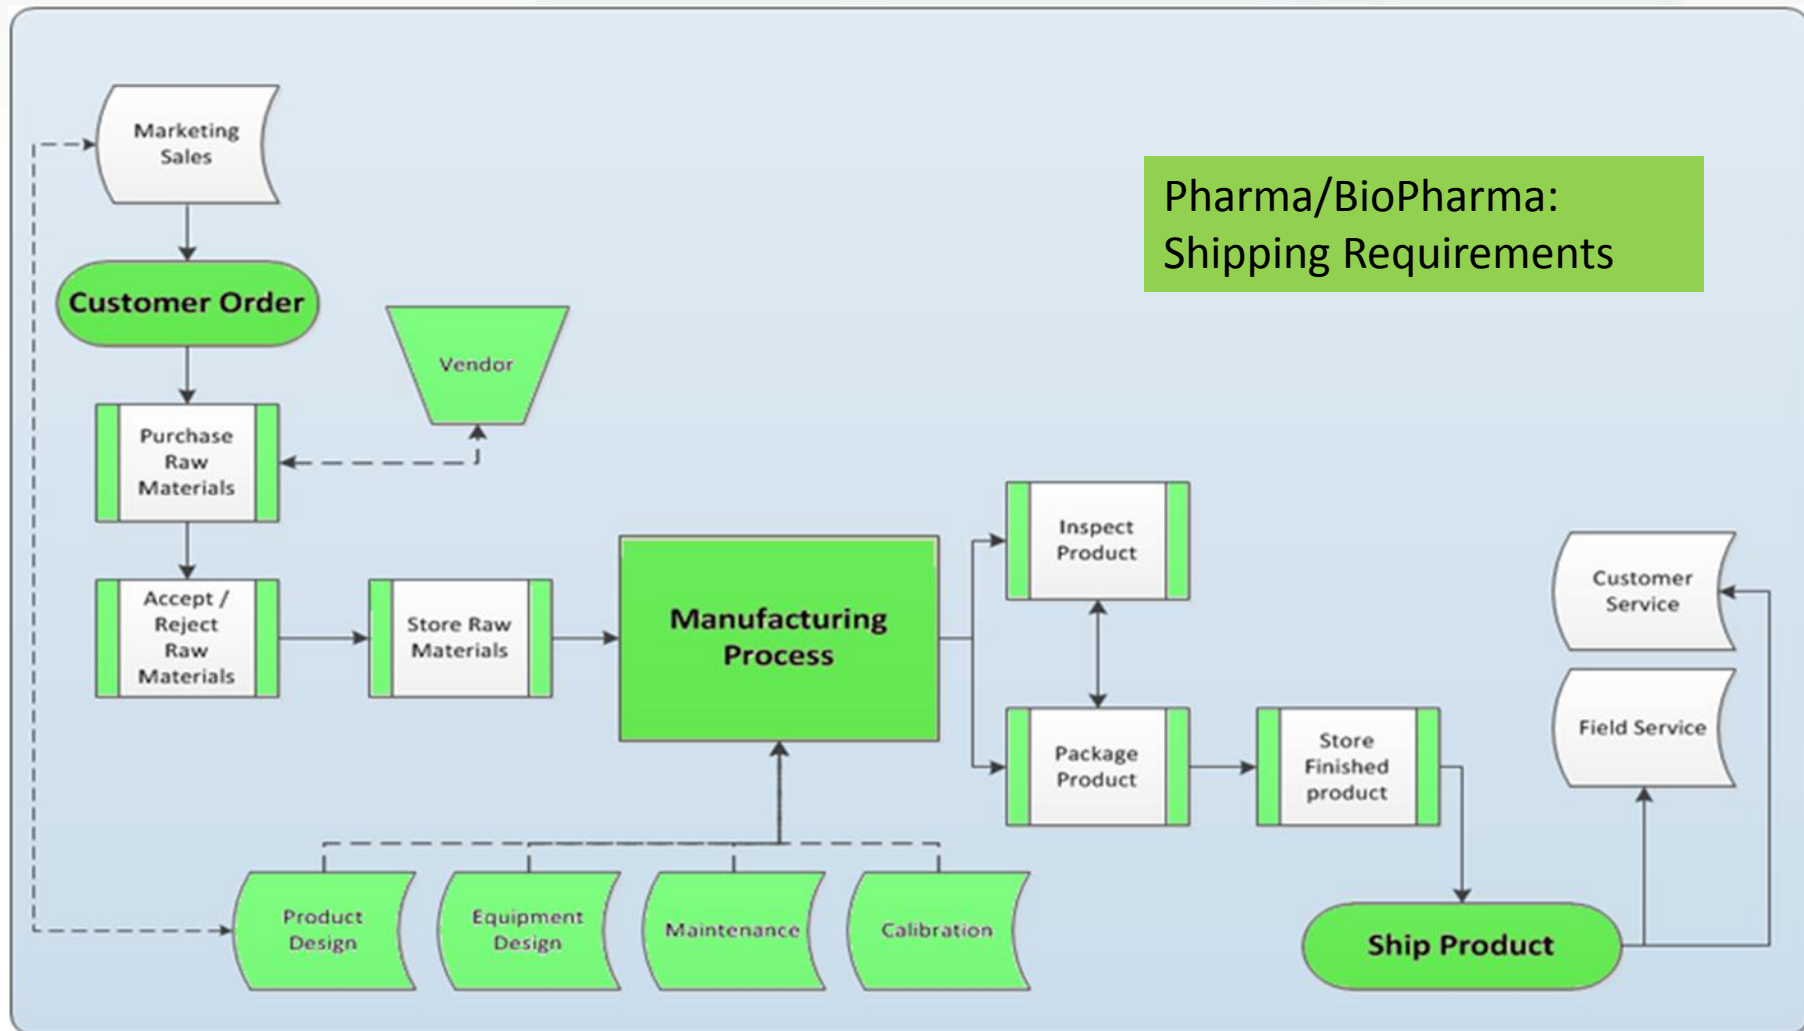 Marketing
Sales
Pharma/BioPharma:
Shipping Requirements
Customer Order
Vendor
Purchase
Raw
Materials
Inspect
Product
Accept /
Reject
Raw
Materials
Store Raw
Materials
Manufacturing
Process
Customer
Service
Package
Product
Store
Finished
product
Field Service
Product
Design
Equipment
Design
Maintenance
Calibration
Ship Product